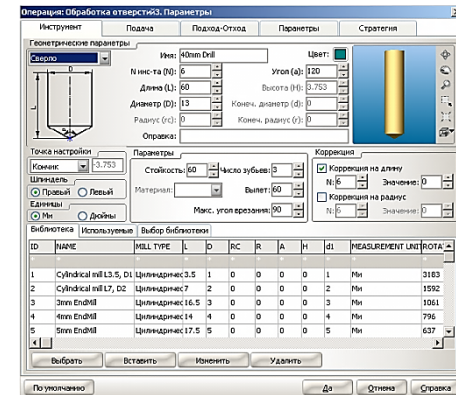 Операция: Обработка отверстий3. Параметры
Инструмент Подача Подход-Отход Параметры Стратегия
Геометрические параметры
Сверло
Имя: 40mm Drill Цвет:
N инс-та (N): 6 Угол (a): 120
Длина (L): 60 Высота (H): 3.753
Диаметр (D): 13 Конеч. диаметр (d): 0
Радиус (rc): 0 Конеч. радиус (r): 0
Оправка:
D
L
Точка настройки
Кончик -3.753
Шпиндель
Правый Левый
Единицы
Мм Дюймы
Параметры
Стойкость: 60 Число зубьев: 3
Материал: Вылет: 60
Макс. угол врезания: 90
Коррекция
Коррекция на длину
N: 6 Значение: 0
Коррекция на радиус
N: 6 Значение: 0
Библиотека Используемые Выбор библиотеки
ID NAME MILL TYPE L D RC R A H d1 MEASUREMENT UNIT ROTA
1 Cylindrical mill L3.5, D1 Цилиндричес 3.5 1 0 0 0 0 1 Мм 3183
2 Cylindrical mill L7, D2 Цилиндричес 7 2 0 0 0 0 2 Мм 1592
3 3mm EndMill Цилиндричес 16.5 3 0 0 0 0 3 Мм 1061
4 4mm EndMill Цилиндричес 14 4 0 0 0 0 4 Мм 796
5 5mm EndMill Цилиндричес 17.5 5 0 0 0 0 5 Мм 637
Выбрать Вставить Изменить Удалить
По умолчанию Да Отмена Справка